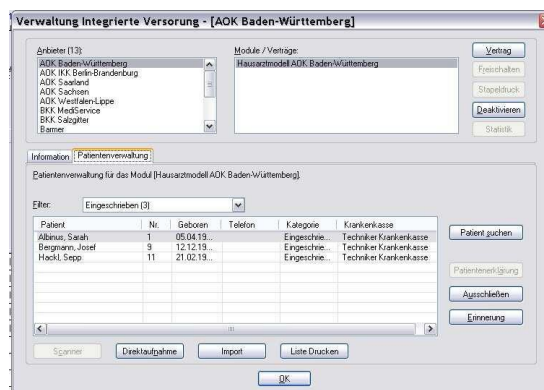 Verwaltung Integrierte Versorung - [AOK Baden-Württemberg]
Anbieter (13):
Module / Verträge:
AOK Baden-Württemberg
AOK IKK Berlin-Brandenburg
AOK Saarland
AOK Sachsen
AOK Westfalen-Lippe
BKK MediService
BKK Salzgitter
Barmer
Hausarztmodell AOK Baden-Württemberg
Vertrag
Freischalten
Stapeldruck
Deaktivieren
Statistik
Information Patientenverwaltung
Patientenverwaltung für das Modul [Hausarztmodell AOK Baden-Württemberg].
Filter: Eingeschrieben (3)
Patient Nr. Geboren Telefon Kategorie Krankenkasse
Albinus, Sarah 1 05.04.19... Eingeschrie... Techniker Krankenkasse
Bergmann, Josef 9 12.12.19... Eingeschrie... Techniker Krankenkasse
Hackl, Sepp 11 21.02.19... Eingeschrie... Techniker Krankenkasse
Patient suchen
Patientenerklärung
Ausschließen
Erinnerung
Scanner Direktaufnahme Import Liste Drucken
OK